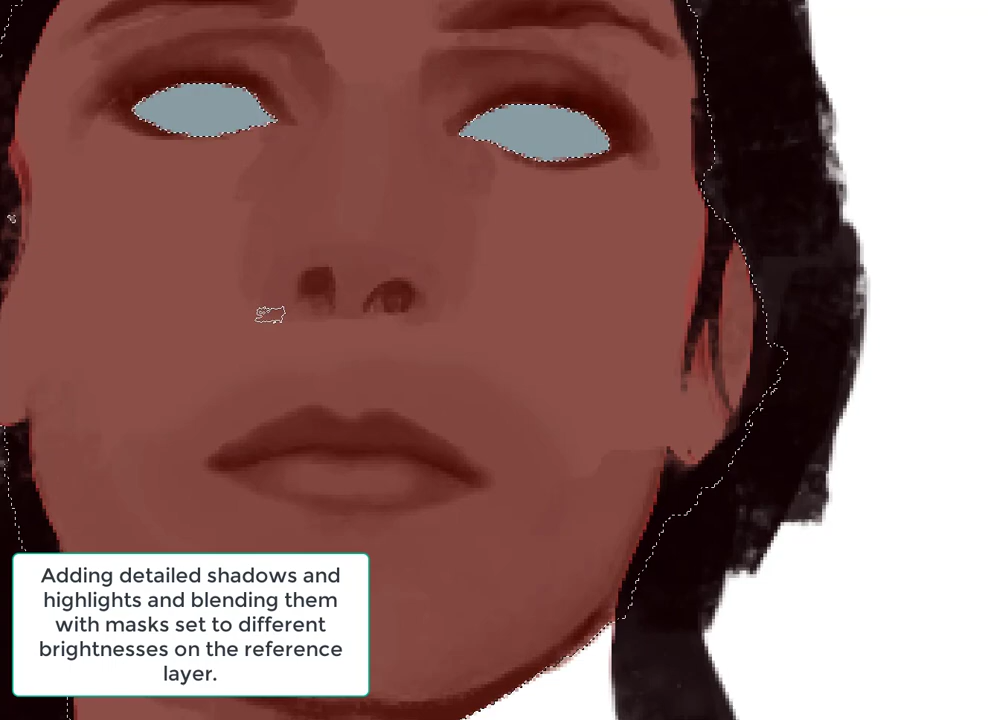 Adding detailed shadows and
highlights and blending them
with masks set to different
brightnesses on the reference
layer.